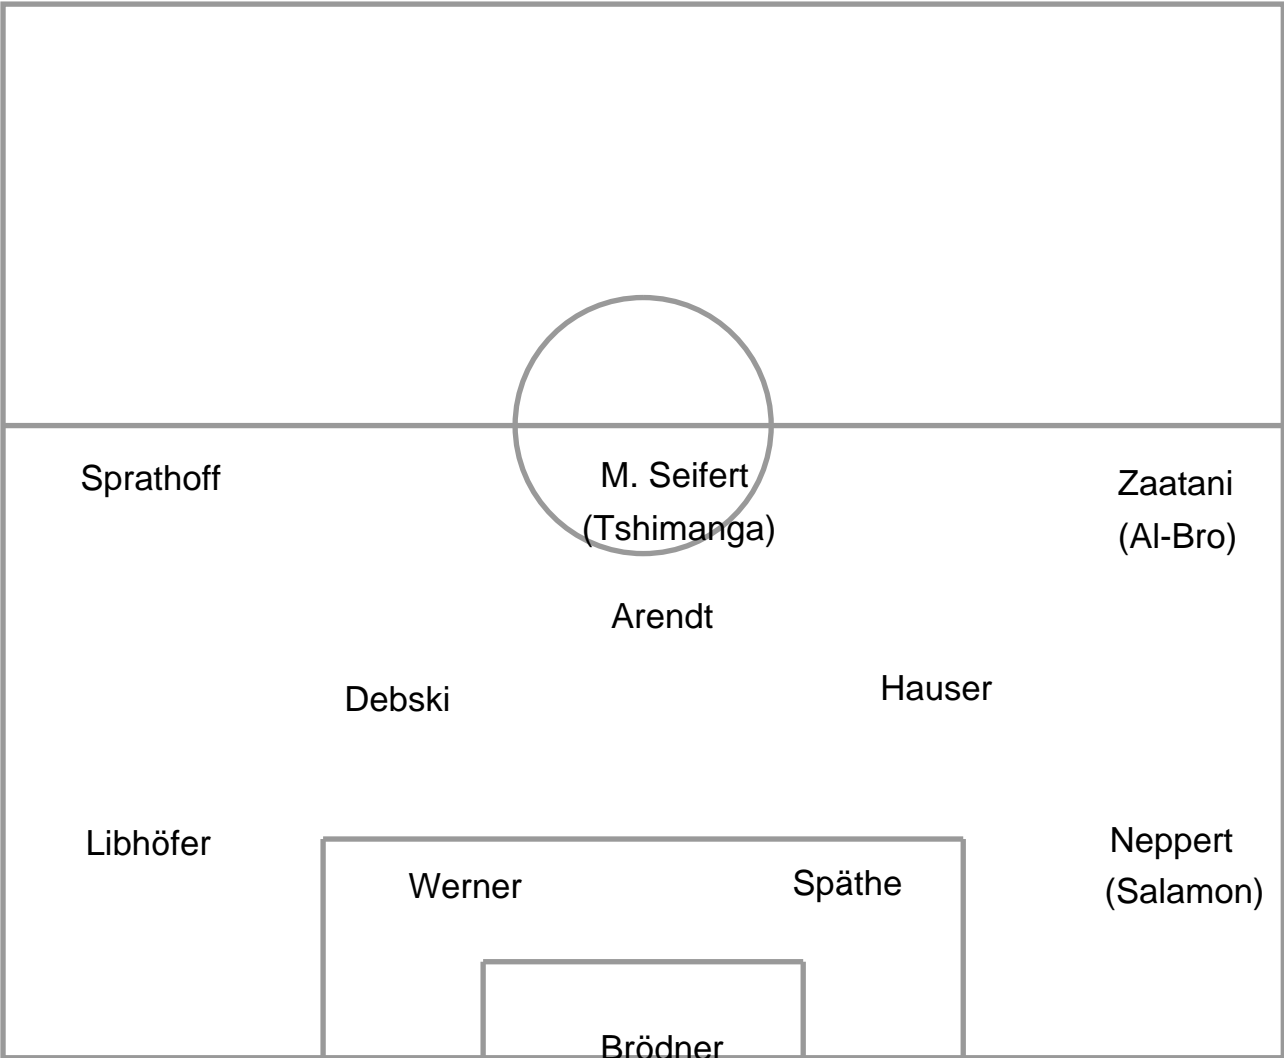 Sprathoff
M. Seifert
(Tshimanga)
Zaatani
(Al-Bro)
Arendt
Debski
Hauser
Libhöfer
Werner
Späthe
Neppert
(Salamon)
Brödner